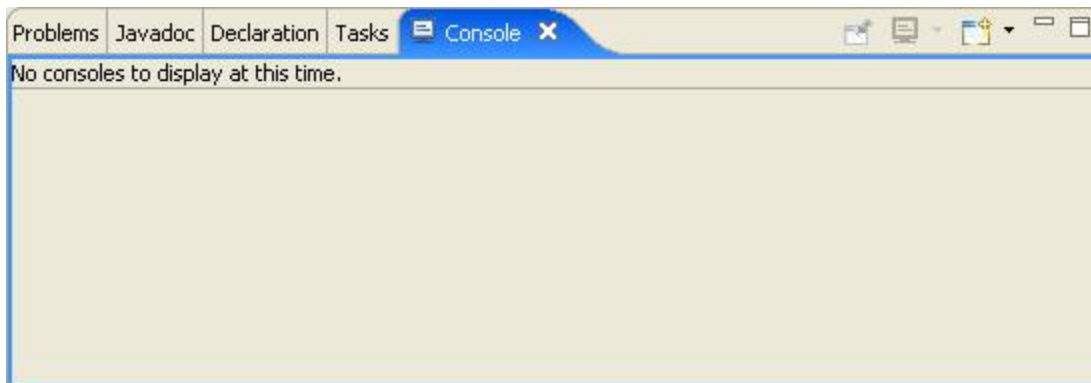 Problems Javadoc Declaration Tasks Console
No consoles to display at this time.